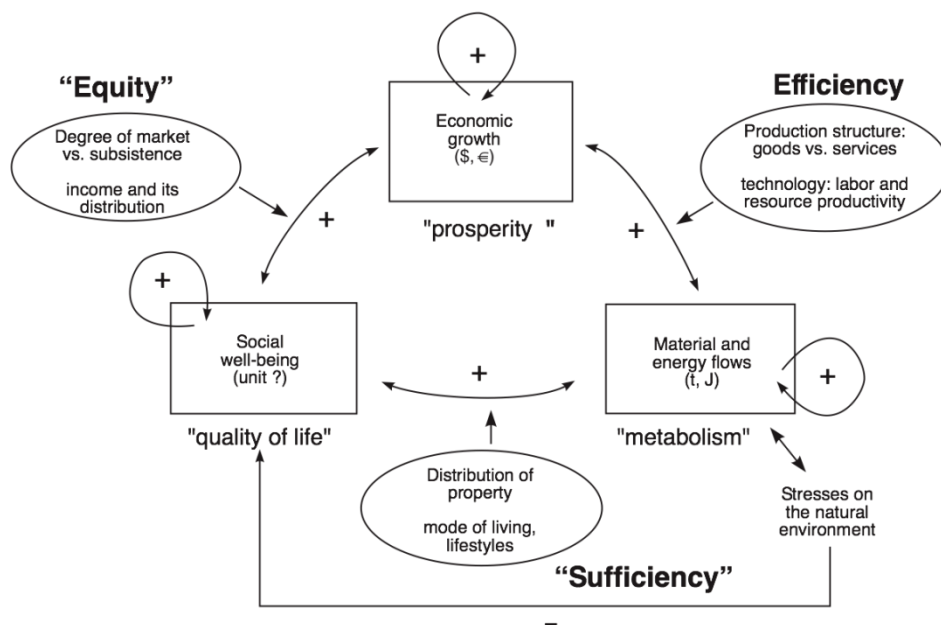 +
“Equity”
Efficiency
Degree of market
vs. subsistence
income and its
distribution
Economic
growth
($, €)
Production structure:
goods vs. services
technology: labor and
resource productivity
+
"prosperity "
+
+
Social
well-being
(unit ?)
+
Material and
energy flows
(t, J)
+
"quality of life"
"metabolism"
Distribution of
property
mode of living,
lifestyles
Stresses on
the natural
environment
“Sufficiency”